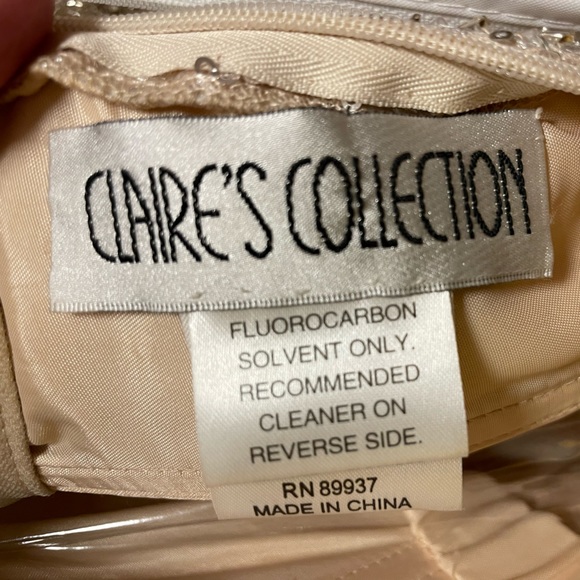 CLAIRE'S COLLECTION
FLUOROCARBON
SOLVENT ONLY.
RECOMMENDED
CLEANER ON
REVERSE SIDE.
RN 89937
MADE IN CHINA